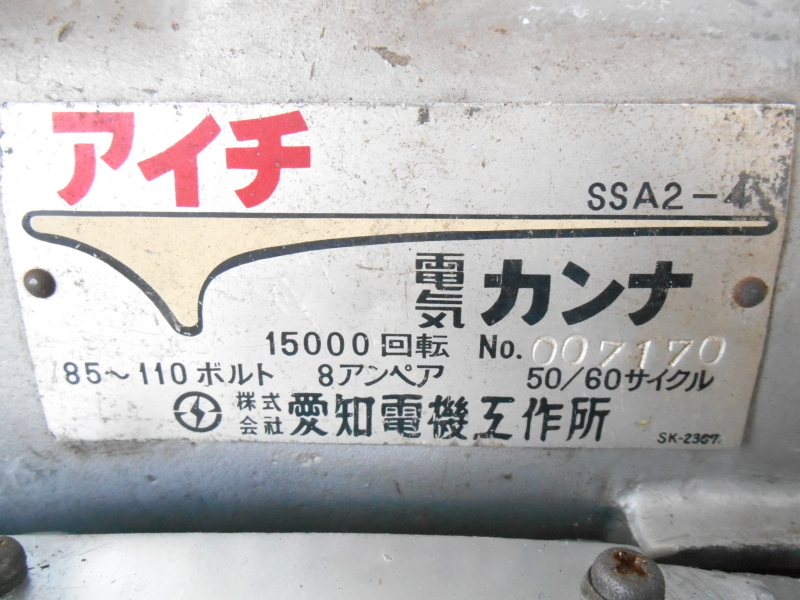 アイチ
SSA2-4
電気カンナ
15000回転 No. 007170
85～110ボルト 8アンペア 50/60サイクル
株式会社 愛知電機工作所
SK-2367